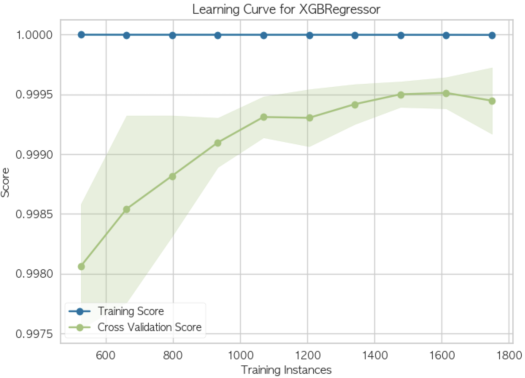 Learning Curve for XGBRegressor
1.0000
0.9995
0.9990
0.9985
0.9980
0.9975
Score
Training Score
Cross Validation Score
600 800 1000 1200 1400 1600 1800
Training Instances